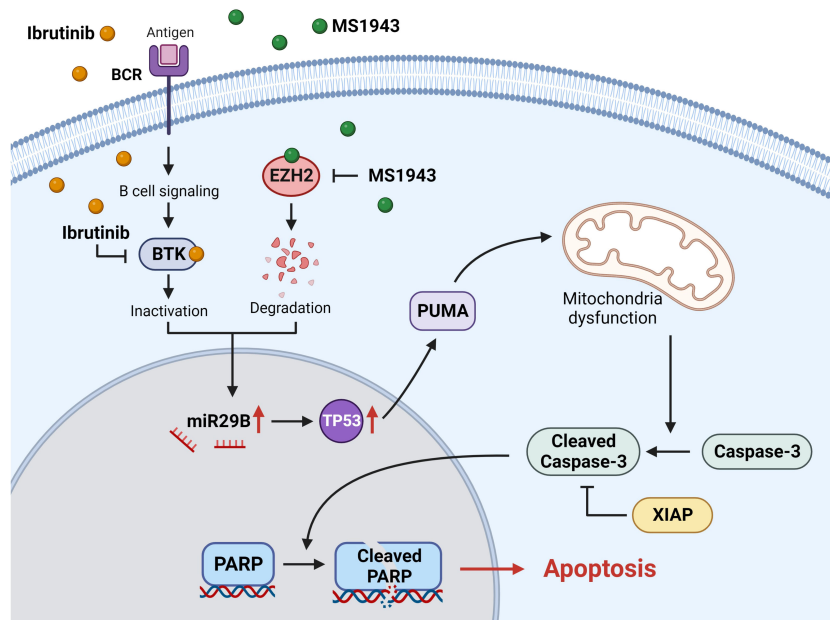 Ibrutinib
Antigen
MS1943
BCR
B cell signaling
EZH2
MS1943
Ibrutinib
BTK
Inactivation
Degradation
PUMA
Mitochondria
dysfunction
miR29B
TP53
Cleaved
Caspase-3
Caspase-3
XIAP
PARP
Cleaved
PARP
Apoptosis